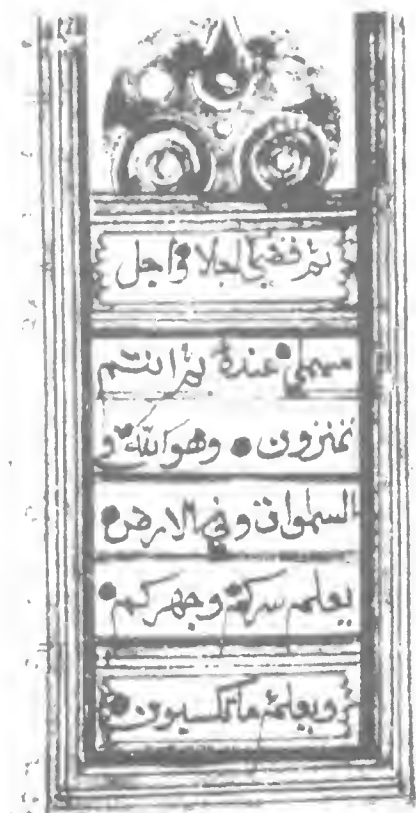 ثم قضى اجلا واجل
مسمى عنده ثم انتم
تمترون وهو الله و
السموات وفي الارض
يعلم سركم وجهركم
ويعلم ما تكسبون